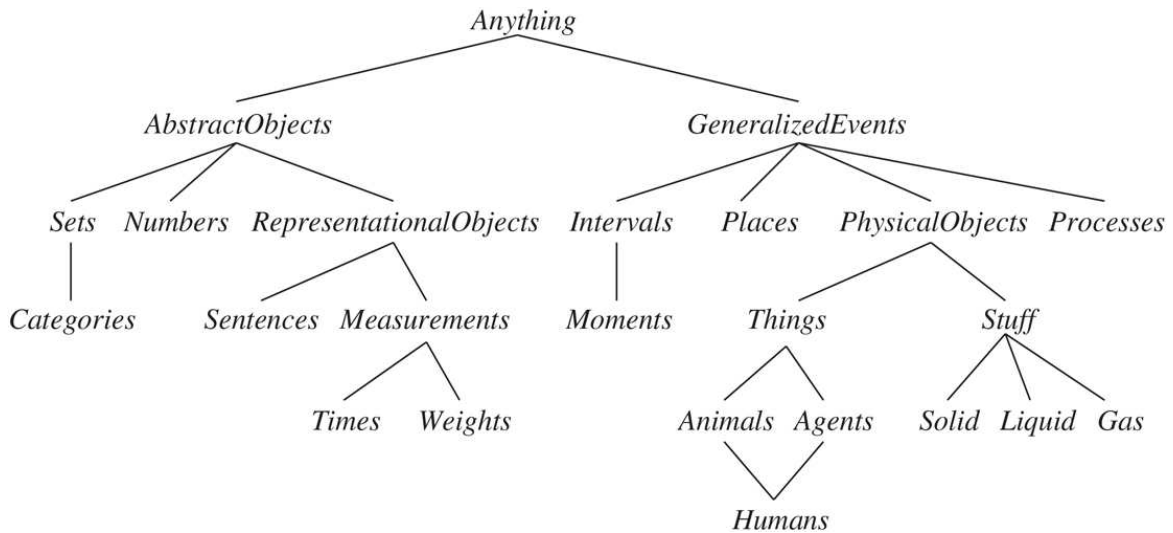 Anything
AbstractObjects GeneralizedEvents
Sets Numbers RepresentationalObjects Intervals Places PhysicalObjects Processes
Categories Sentences Measurements Moments Things Stuff
Times Weights Animals Agents Solid Liquid Gas
Humans